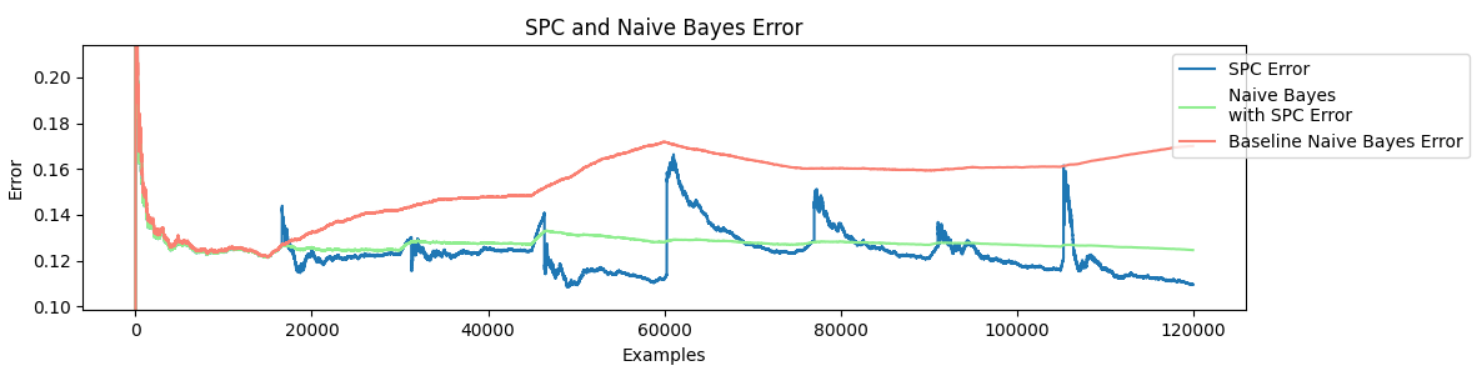 SPC and Naive Bayes Error
Error
0.20
0.18
0.16
0.14
0.12
0.10
0
20000
40000
60000
80000
100000
120000
Examples
SPC Error
Naive Bayes
with SPC Error
Baseline Naive Bayes Error